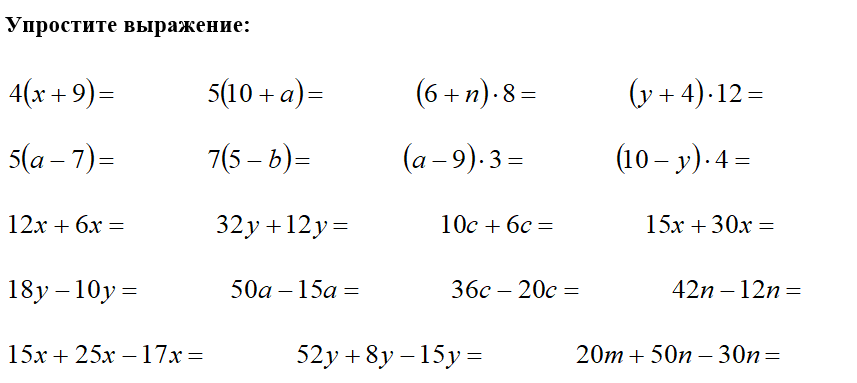 Упростите выражение:
4(x + 9) = 5(10 + a) = (6 + n) · 8 = (y + 4) · 12 =
5(a − 7) = 7(5 − b) = (a − 9) · 3 = (10 − y) · 4 =
12x + 6x = 32y + 12y = 10c + 6c = 15x + 30x =
18y − 10y = 50a − 15a = 36c − 20c = 42n − 12n =
15x + 25x − 17x = 52y + 8y − 15y = 20m + 50n − 30n =